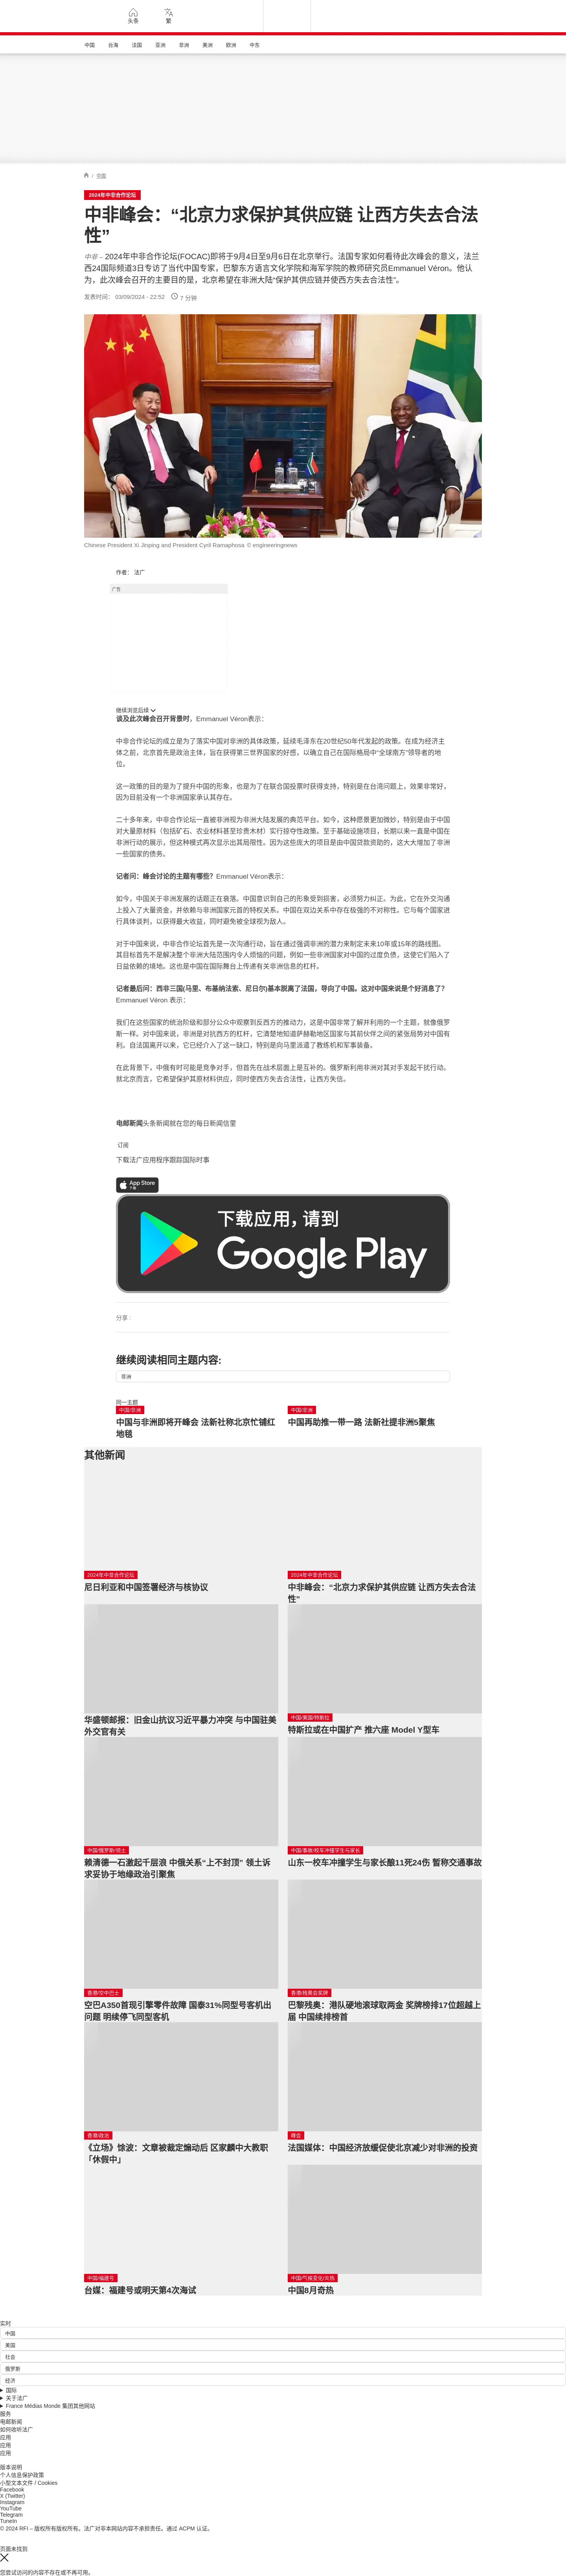 头条
繁
中国
台海
法国
亚洲
非洲
美洲
欧洲
中东
/ 中国
2024年中非合作论坛
中非峰会：“北京力求保护其供应链 让西方失去合法
性”
中非 – 2024年中非合作论坛(FOCAC)即将于9月4日至9月6日在北京举行。法国专家如何看待此次峰会的意义，法兰
西24国际频道3日专访了当代中国专家，巴黎东方语言文化学院和海军学院的教师研究员Emmanuel Véron。他认
为，此次峰会召开的主要目的是，北京希望在非洲大陆“保护其供应链并使西方失去合法性”。
发表时间： 03/09/2024 - 22:52
7 分钟
Chinese President Xi Jinping and President Cyril Ramaphosa © engineeringnews
作者： 法广
广告
继续浏览后续
谈及此次峰会召开背景时，Emmanuel Véron表示：
中非合作论坛的成立是为了落实中国对非洲的具体政策，延续毛泽东在20世纪50年代发起的政策。在成为经济主
体之前，北京首先是政治主体，旨在获得第三世界国家的好感，以确立自己在国际格局中“全球南方”领导者的地
位。
这一政策的目的是为了提升中国的形象，也是为了在联合国投票时获得支持，特别是在台湾问题上，效果非常好，
因为目前没有一个非洲国家承认其存在。
二十多年来，中非合作论坛一直被非洲视为非洲大陆发展的典范平台。如今，这种愿景更加微妙，特别是由于中国
对大量原材料（包括矿石、农业材料甚至珍贵木材）实行掠夺性政策。至于基础设施项目，长期以来一直是中国在
非洲行动的展示，但这种模式再次显示出其局限性。因为这些庞大的项目是由中国贷款资助的，这大大增加了非洲
一些国家的债务。
记者问：峰会讨论的主题有哪些？Emmanuel Véron表示：
如今，中国关于非洲发展的话题正在衰落。中国意识到自己的形象受到损害，必须努力纠正。为此，它在外交沟通
上投入了大量资金，并依赖与非洲国家元首的特权关系。中国在双边关系中存在极强的不对称性。它与每个国家进
行具体谈判，以获得最大收益，同时避免被全球视为敌人。
对于中国来说，中非合作论坛首先是一次沟通行动，旨在通过强调非洲的潜力来制定未来10年或15年的路线图。
其目标首先不是解决整个非洲大陆范围内令人烦恼的问题，例如一些非洲国家对中国的过度负债，这使它们陷入了
日益依赖的境地。这也是中国在国际舞台上传递有关非洲信息的杠杆。
记者最后问：西非三国(马里、布基纳法索、尼日尔)基本脱离了法国，导向了中国。这对中国来说是个好消息了？
Emmanuel Véron 表示：
我们在这些国家的统治阶级和部分公众中观察到反西方的推动力，这是中国非常了解并利用的一个主题，就像俄罗
斯一样。对中国来说，非洲是对抗西方的杠杆，它清楚地知道萨赫勒地区国家与其前伙伴之间的紧张局势对中国有
利。自法国离开以来，它已经介入了这一缺口，特别是向马里派遣了教练机和军事装备。
在此背景下，中俄有时可能是竞争对手，但首先在战术层面上是互补的。俄罗斯利用非洲对其对手发起干扰行动。
就北京而言，它希望保护其原材料供应，同时使西方失去合法性，让西方失信。
电邮新闻头条新闻就在您的每日新闻信里
订阅
下载法广应用程序跟踪国际时事
App Store
下载
下载应用，请到
Google Play
分享 :
继续阅读相同主题内容:
非洲
同一主题
中国/非洲
中国与非洲即将开峰会 法新社称北京忙铺红
地毯
中国/非洲
中国再助推一带一路 法新社提非洲5聚焦
其他新闻
2024年中非合作论坛
尼日利亚和中国签署经济与核协议
2024年中非合作论坛
中非峰会：“北京力求保护其供应链 让西方失去合法
性”
华盛顿邮报：旧金山抗议习近平暴力冲突 与中国驻美
外交官有关
中国/美国/特斯拉
特斯拉或在中国扩产 推六座 Model Y型车
中国/俄罗斯/领土
赖清德一石激起千层浪 中俄关系“上不封顶” 领土诉
求妥协于地缘政治引聚焦
中国/事故/校车冲撞学生与家长
山东一校车冲撞学生与家长酿11死24伤 暂称交通事故
香港/空中巴士
空巴A350首现引擎零件故障 国泰31%同型号客机出
问题 明续停飞同型客机
香港/残奥会奖牌
巴黎残奥：港队硬地滚球取两金 奖牌榜排17位超越上
届 中国续排榜首
香港/政治
《立场》馀波：文章被裁定煽动后 区家麟中大教职
「休假中」
峰会
法国媒体：中国经济放缓促使北京减少对非洲的投资
中国/福建号
台媒：福建号或明天第4次海试
中国/气候变化/炎热
中国8月奇热
实时
中国
美国
社会
俄罗斯
经济
国际
关于法广
France Médias Monde 集团其他网站
服务
电邮新闻
如何收听法广
应用
应用
应用
版本说明
个人信息保护政策
小型文本文件 / Cookies
Facebook
X (Twitter)
Instagram
YouTube
Telegram
TuneIn
© 2024 RFI – 版权所有版权所有。法广对非本网站内容不承担责任。通过 ACPM 认证。
页面未找到
您尝试访问的内容不存在或不再可用。